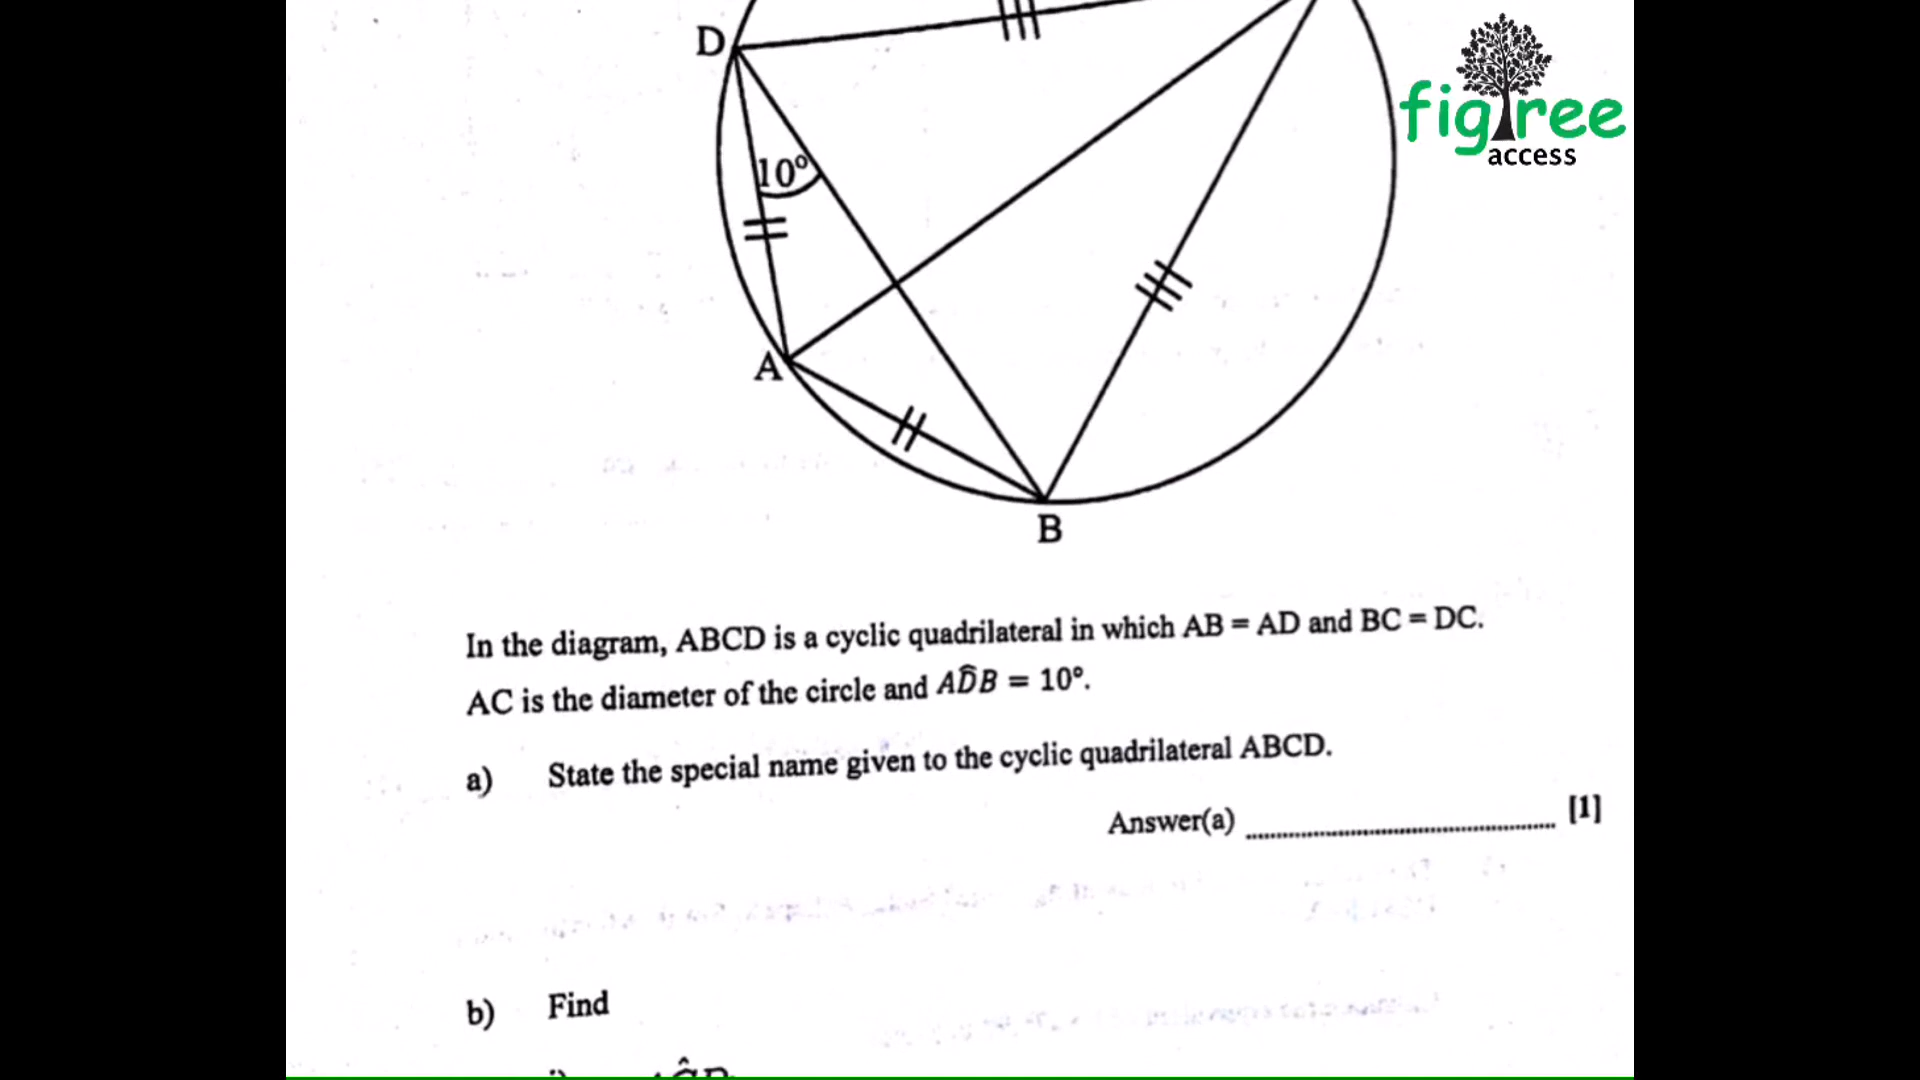 D
figtree
access
10°
A
B
In the diagram, ABCD is a cyclic quadrilateral in which AB = AD and BC = DC.
AC is the diameter of the circle and AD̂B = 10°.
a) State the special name given to the cyclic quadrilateral ABCD.
Answer(a) ........................................ [1]
b) Find